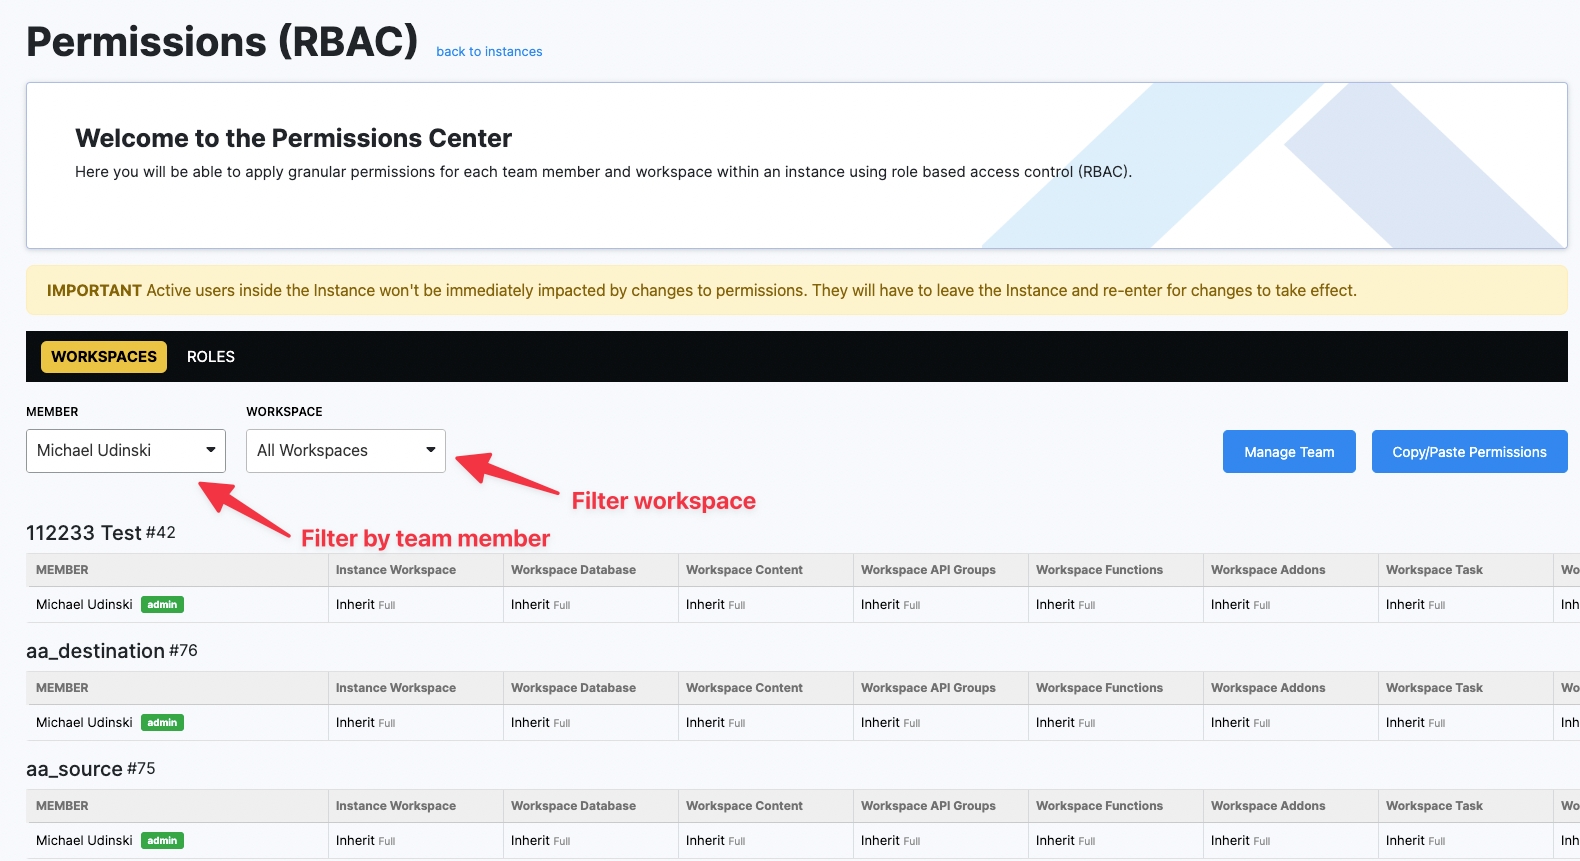 Permissions (RBAC) back to instances
Welcome to the Permissions Center
Here you will be able to apply granular permissions for each team member and workspace within an instance using role based access control (RBAC).
IMPORTANT Active users inside the Instance won't be immediately impacted by changes to permissions. They will have to leave the Instance and re-enter for changes to take effect.
WORKSPACES ROLES
MEMBER WORKSPACE
Michael Udinski All Workspaces Manage Team Copy/Paste Permissions
Filter workspace
Filter by team member
112233 Test #42
MEMBER Instance Workspace Workspace Database Workspace Content Workspace API Groups Workspace Functions Workspace Addons Workspace Task Wo
Michael Udinski admin Inherit Full Inherit Full Inherit Full Inherit Full Inherit Full Inherit Full Inherit Full Inh
aa_destination #76
MEMBER Instance Workspace Workspace Database Workspace Content Workspace API Groups Workspace Functions Workspace Addons Workspace Task Wo
Michael Udinski admin Inherit Full Inherit Full Inherit Full Inherit Full Inherit Full Inherit Full Inherit Full Inh
aa_source #75
MEMBER Instance Workspace Workspace Database Workspace Content Workspace API Groups Workspace Functions Workspace Addons Workspace Task Wo
Michael Udinski admin Inherit Full Inherit Full Inherit Full Inherit Full Inherit Full Inherit Full Inherit Full Inh